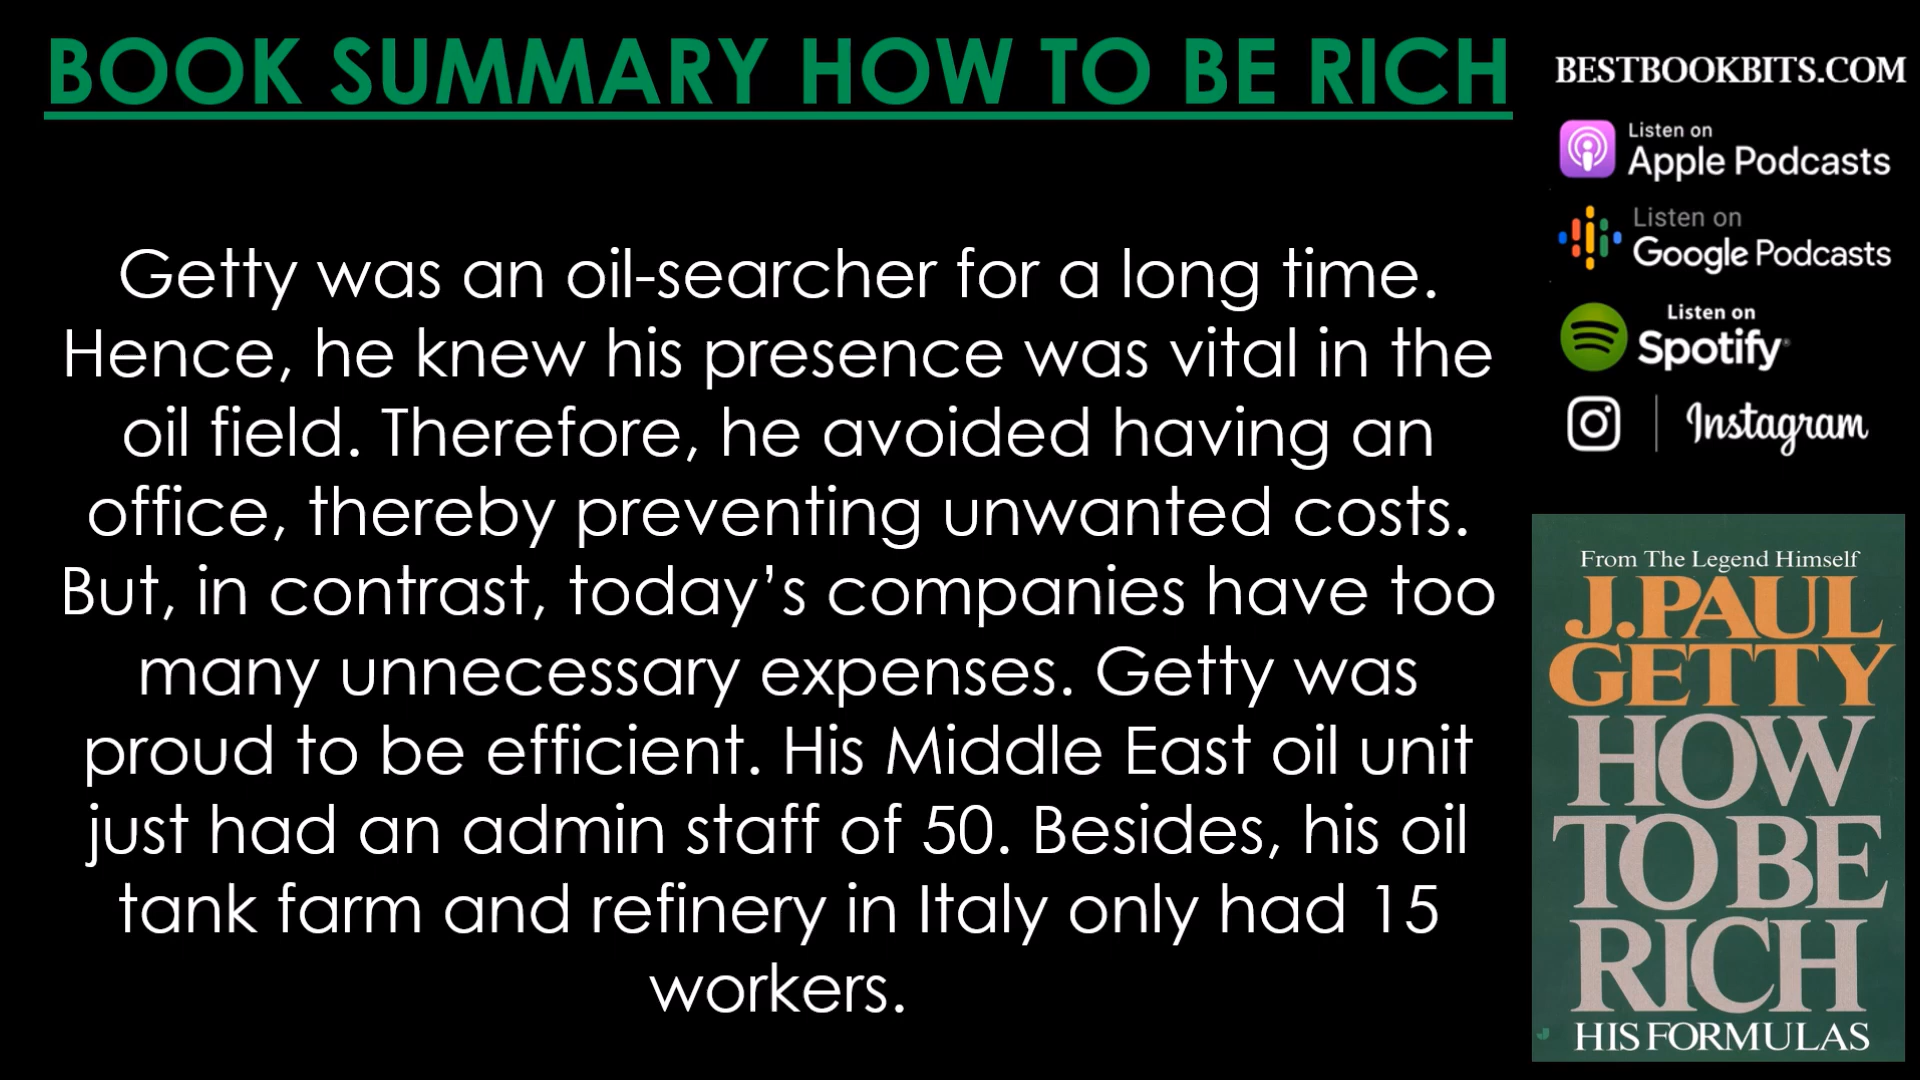 BOOK SUMMARY HOW TO BE RICH
Getty was an oil-searcher for a long time.
Hence, he knew his presence was vital in the
oil field. Therefore, he avoided having an
office, thereby preventing unwanted costs.
But, in contrast, today’s companies have too
many unnecessary expenses. Getty was
proud to be efficient. His Middle East oil unit
just had an admin staff of 50. Besides, his oil
tank farm and refinery in Italy only had 15
workers.
BESTBOOKBITS.COM
Listen on
Apple Podcasts
Listen on
Google Podcasts
Listen on
Spotify
Instagram
From The Legend Himself
J. PAUL
GETTY
HOW
TO BE
RICH
HIS FORMULAS